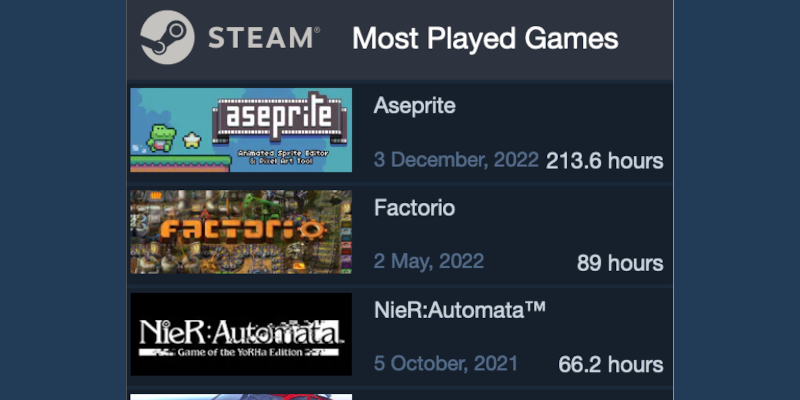 STEAM® Most Played Games
aseprite
Animated Sprite Editor
& Pixel Art Tool
Aseprite
3 December, 2022 213.6 hours
FACTORIO
Factorio
2 May, 2022 89 hours
NieR:Automata™
Game of the YoRHa Edition
NieR:Automata™
5 October, 2021 66.2 hours